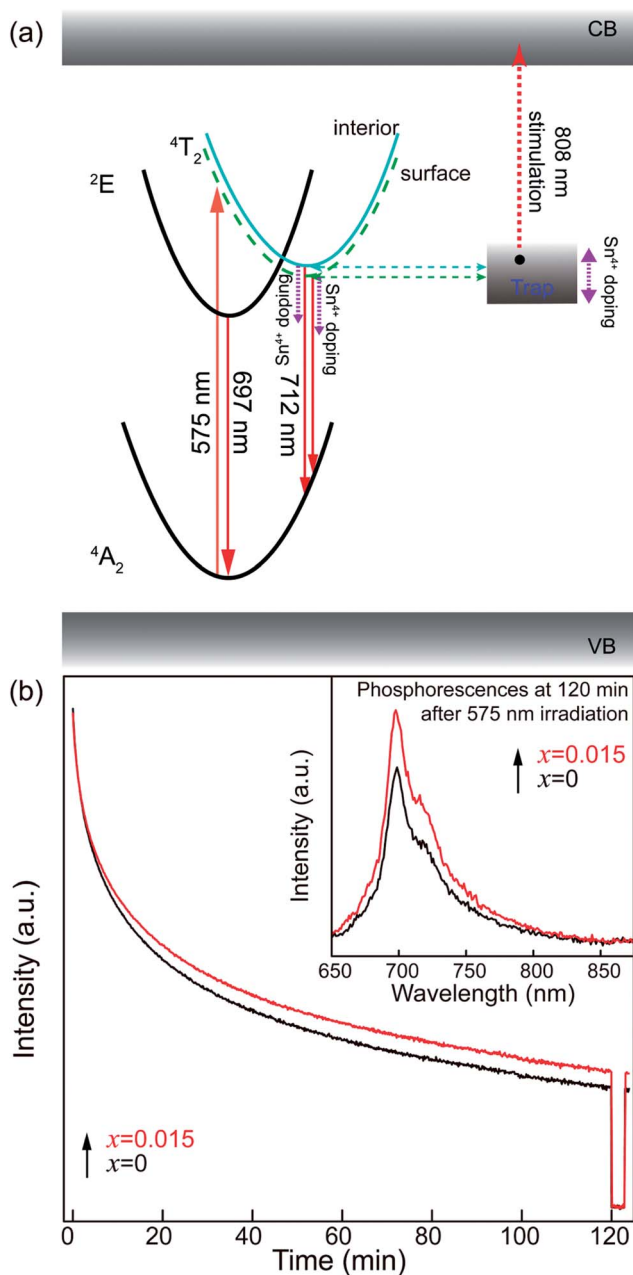 (a)
CB
⁴T₂
interior
²E
surface
808 nm
stimulation
Trap
Sn⁴⁺ doping
Sn⁴⁺ doping
Sn⁴⁺ doping
575 nm
697 nm
712 nm
⁴A₂
VB
(b)
Phosphorescences at 120 min
after 575 nm irradiation
x=0.015
x=0
Intensity (a.u.)
650 700 750 800 850
Wavelength (nm)
Intensity (a.u.)
x=0.015
x=0
0 20 40 60 80 100 120
Time (min)